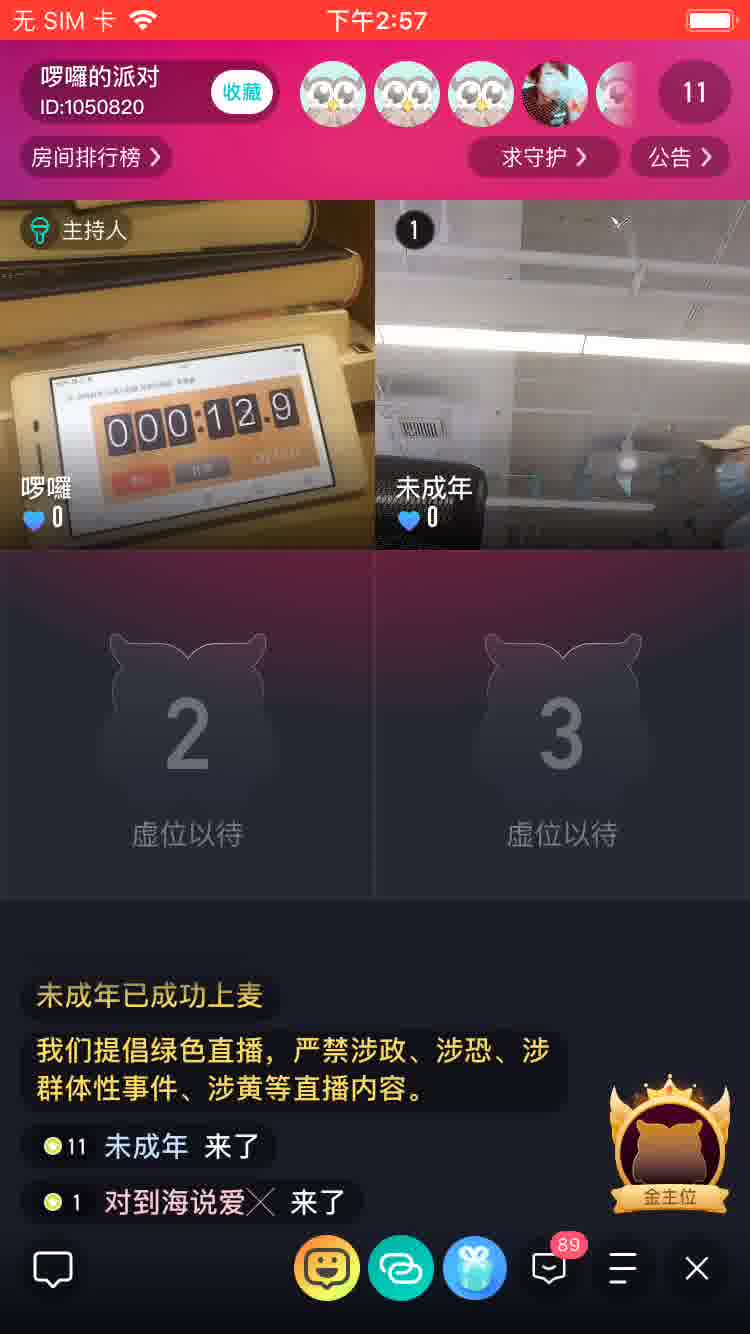 无 SIM 卡
下午2:57
啰囉的派对
ID:1050820
收藏
11
房间排行榜
求守护
公告
主持人
1
000:12.9
啰囉
0
未成年
0
2
3
虚位以待
虚位以待
未成年已成功上麦
我们提倡绿色直播，严禁涉政、涉恐、涉
群体性事件、涉黄等直播内容。
11 未成年 来了
1 对到海说爱╳ 来了
金主位
89